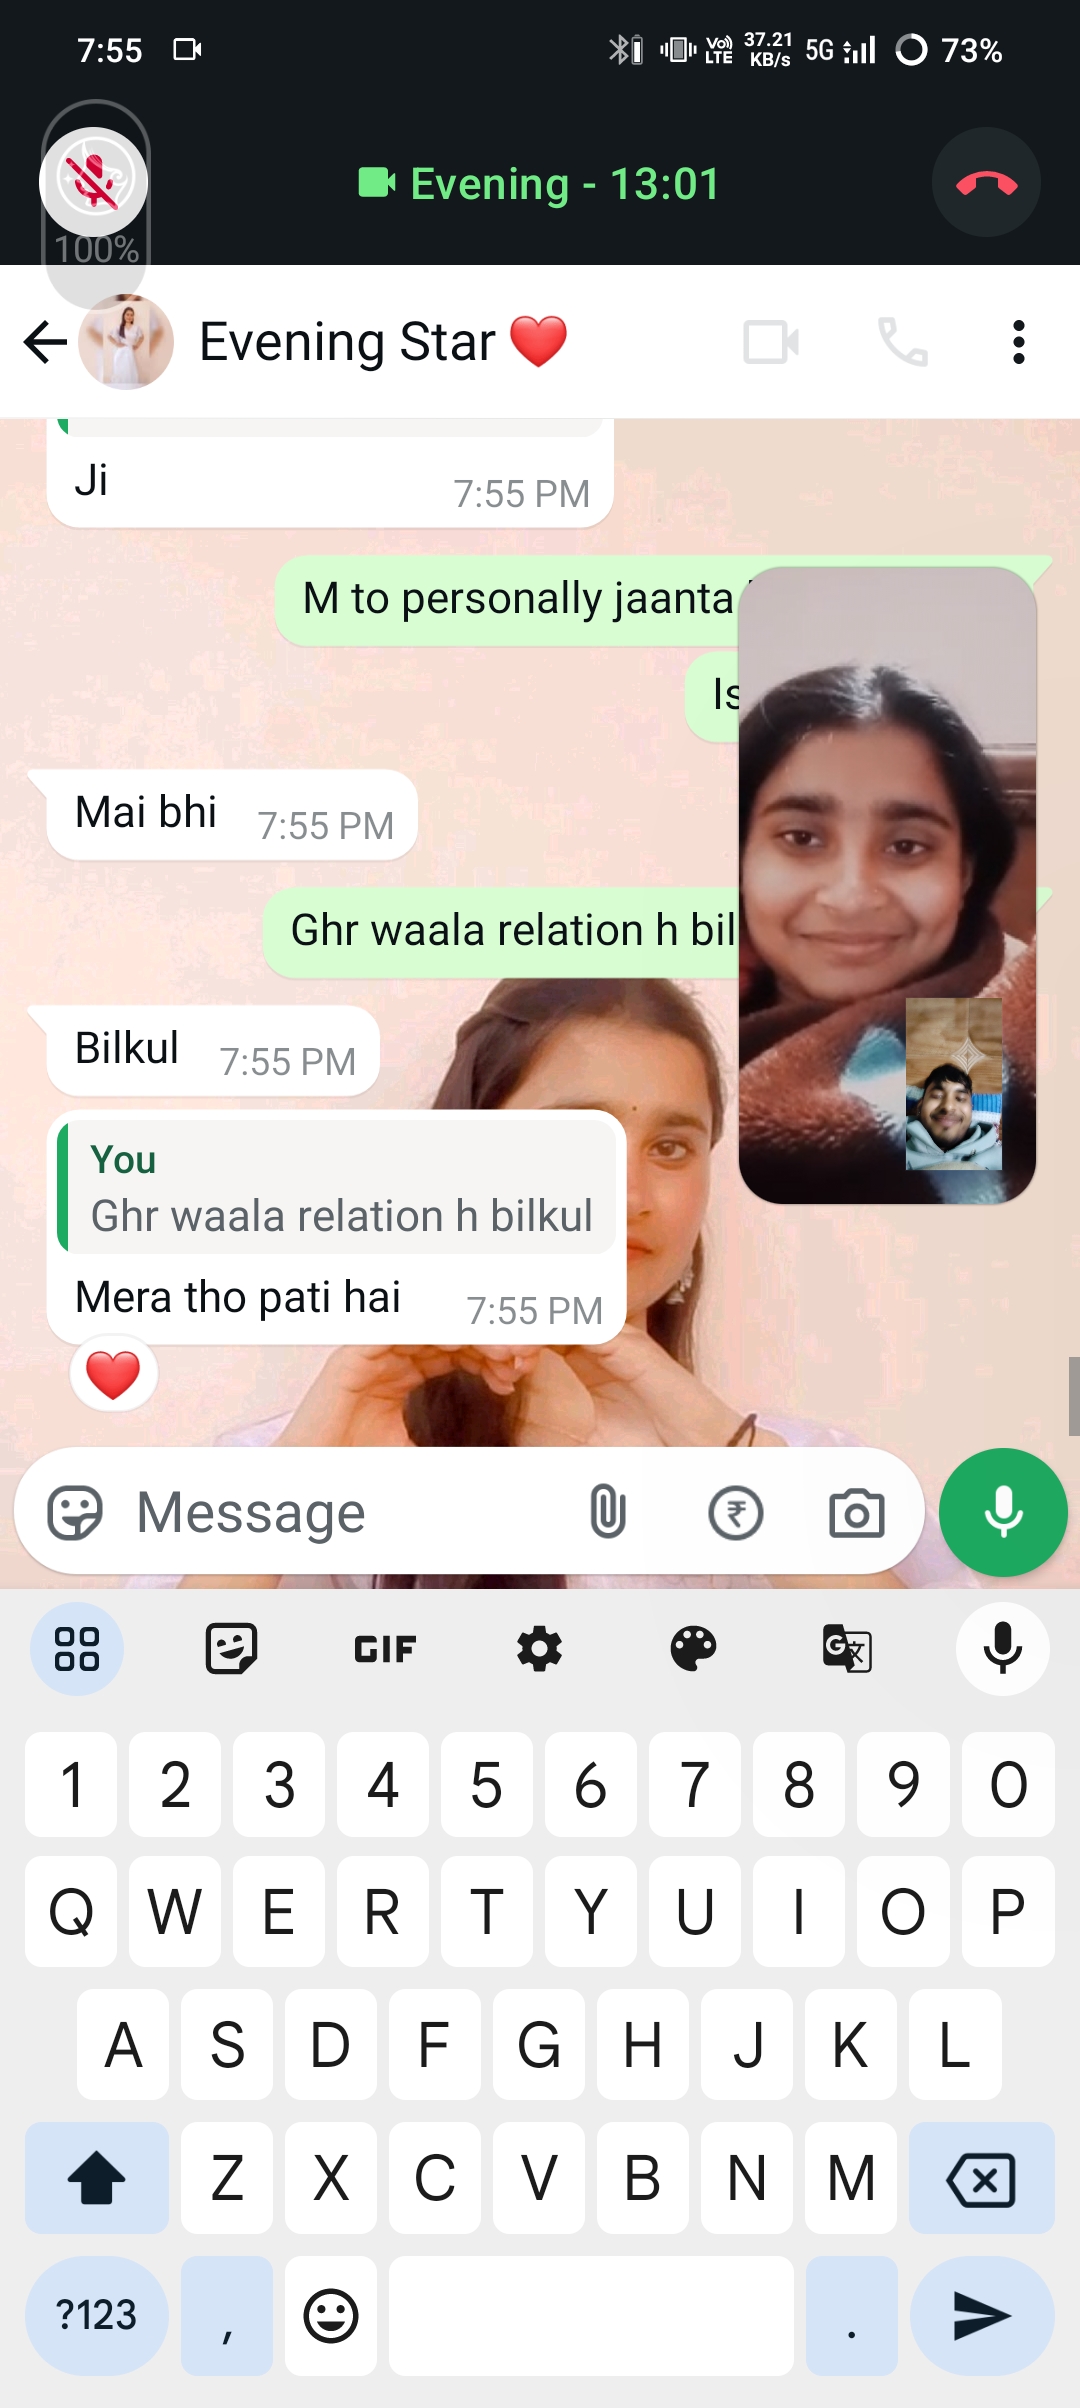 7:55
Vo))
LTE
37.21
KB/s
5G
73%
100%
Evening - 13:01
Evening Star ❤️
Ji
7:55 PM
M to personally jaanta
Is
Mai bhi
7:55 PM
Ghr waala relation h bil
Bilkul
7:55 PM
You
Ghr waala relation h bilkul
Mera tho pati hai
7:55 PM
❤️
Message
₹
GIF
G 文
1 2 3 4 5 6 7 8 9 0
Q W E R T Y U I O P
A S D F G H J K L
Z X C V B N M
?123 , .